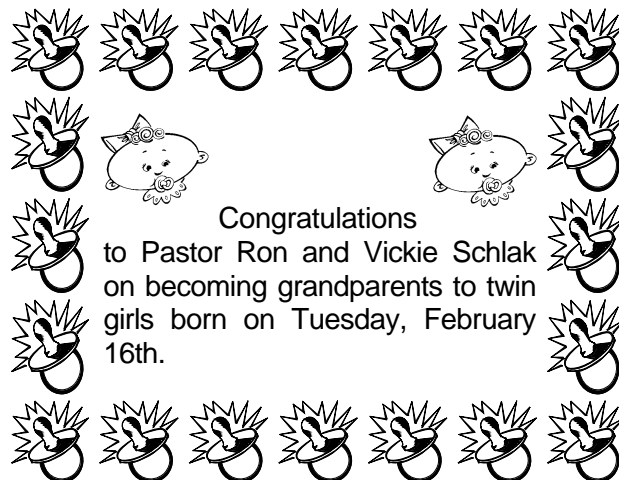 Congratulations
to Pastor Ron and Vickie Schlak
on becoming grandparents to twin
girls born on Tuesday, February
16th.